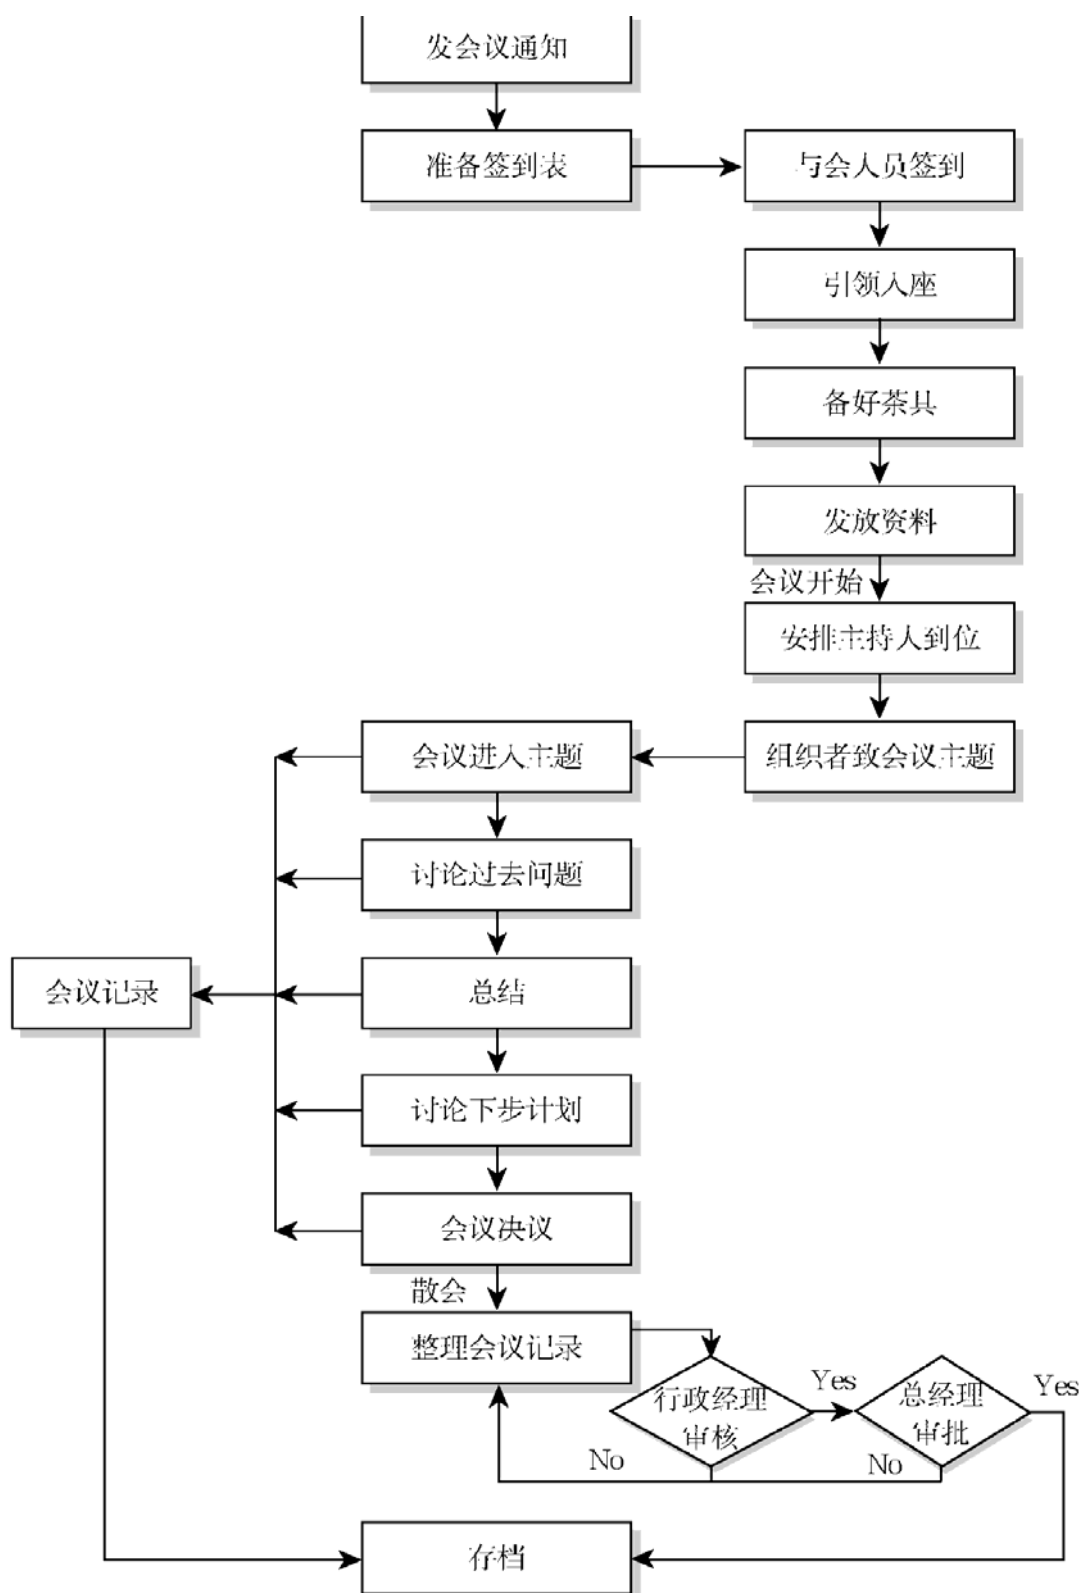 发会议通知
准备签到表
与会人员签到
引领入座
备好茶具
发放资料
会议开始
安排主持人到位
组织者致会议主题
会议进入主题
讨论过去问题
总结
会议记录
讨论下步计划
会议决议
散会
整理会议记录
行政经理
审核
Yes
总经理
审批
Yes
No
No
存档